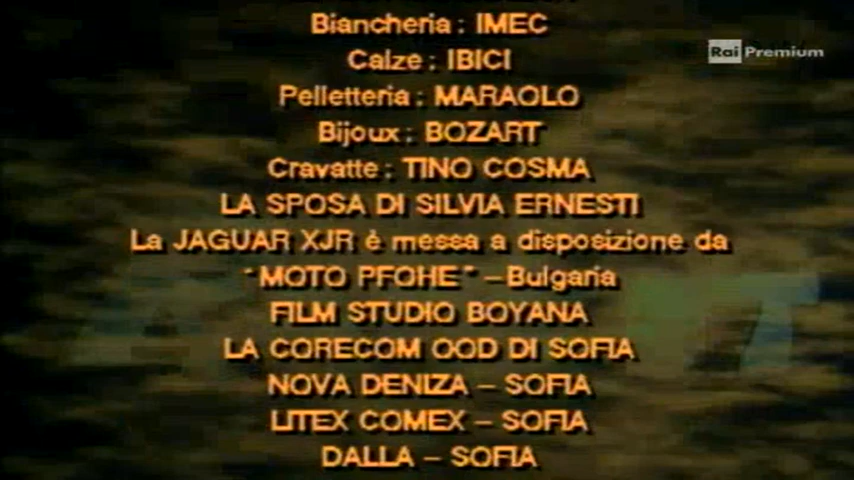 Biancheria : IMEC
Rai Premium
Calze : IBICI
Pelletteria : MARAOLO
Bijoux : BOZART
Cravatte : TINO COSMA
LA SPOSA DI SILVIA ERNESTI
La JAGUAR XJR è messa a disposizione da
"MOTO PFOHE" – Bulgaria
FILM STUDIO BOYANA
LA CORECOM OOD DI SOFIA
NOVA DENIZA – SOFIA
LITEX COMEX – SOFIA
DALLA – SOFIA